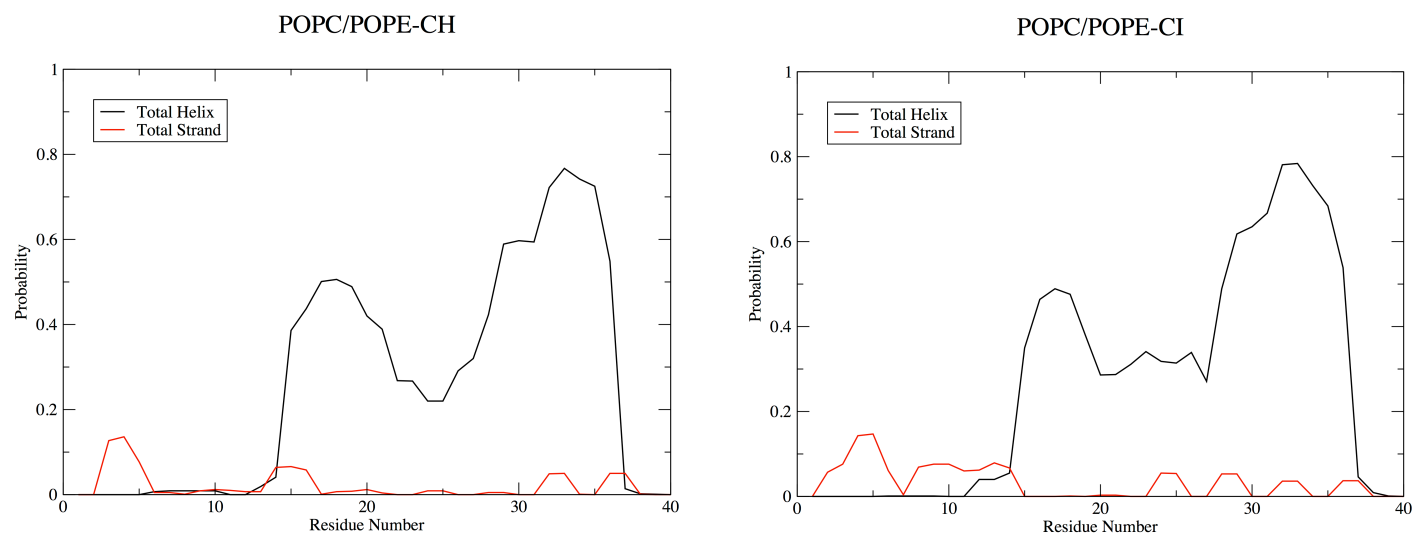 POPC/POPE-CH
1
0.8
0.6
0.4
0.2
0
Probability
Total Helix
Total Strand
0
10
20
30
40
Residue Number
POPC/POPE-CI
1
0.8
0.6
0.4
0.2
0
Probability
Total Helix
Total Strand
0
10
20
30
40
Residue Number